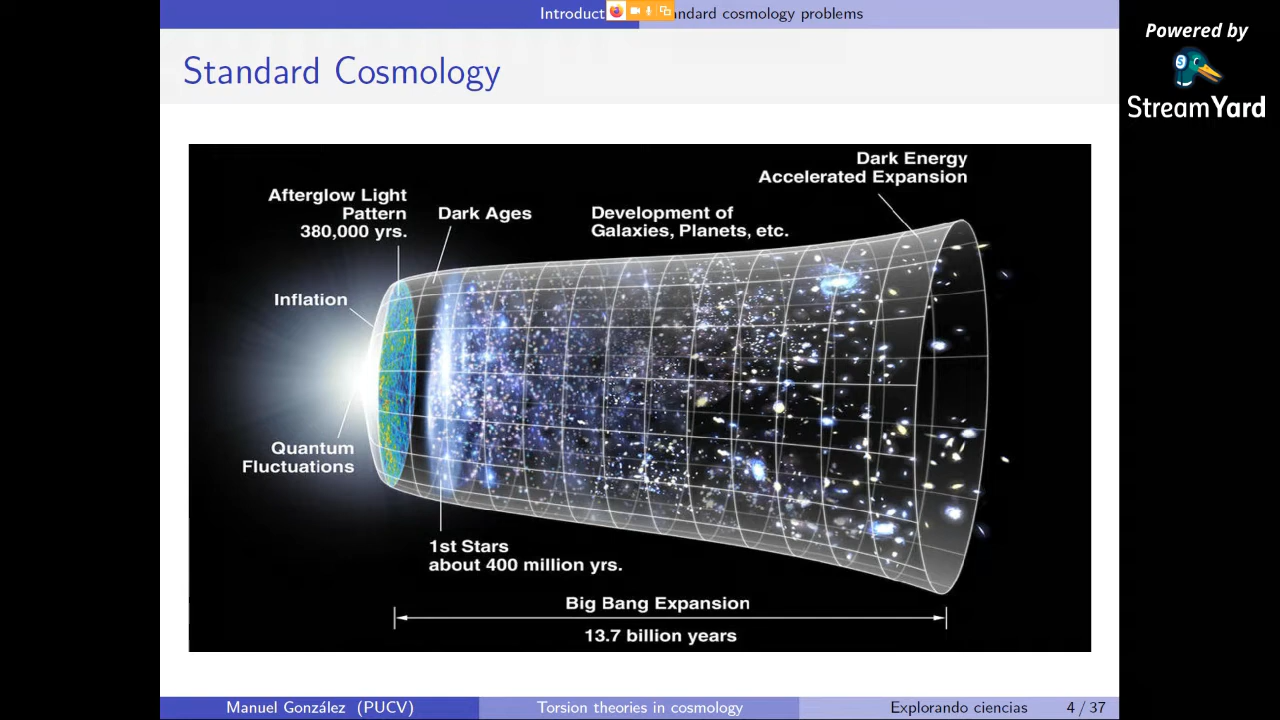 Introduct
ndard cosmology problems
Powered by
StreamYard
Standard Cosmology
Dark Energy
Accelerated Expansion
Afterglow Light
Pattern
380,000 yrs.
Dark Ages
Development of
Galaxies, Planets, etc.
Inflation
Quantum
Fluctuations
1st Stars
about 400 million yrs.
Big Bang Expansion
13.7 billion years
Manuel González (PUCV)
Torsion theories in cosmology
Explorando ciencias
4 / 37